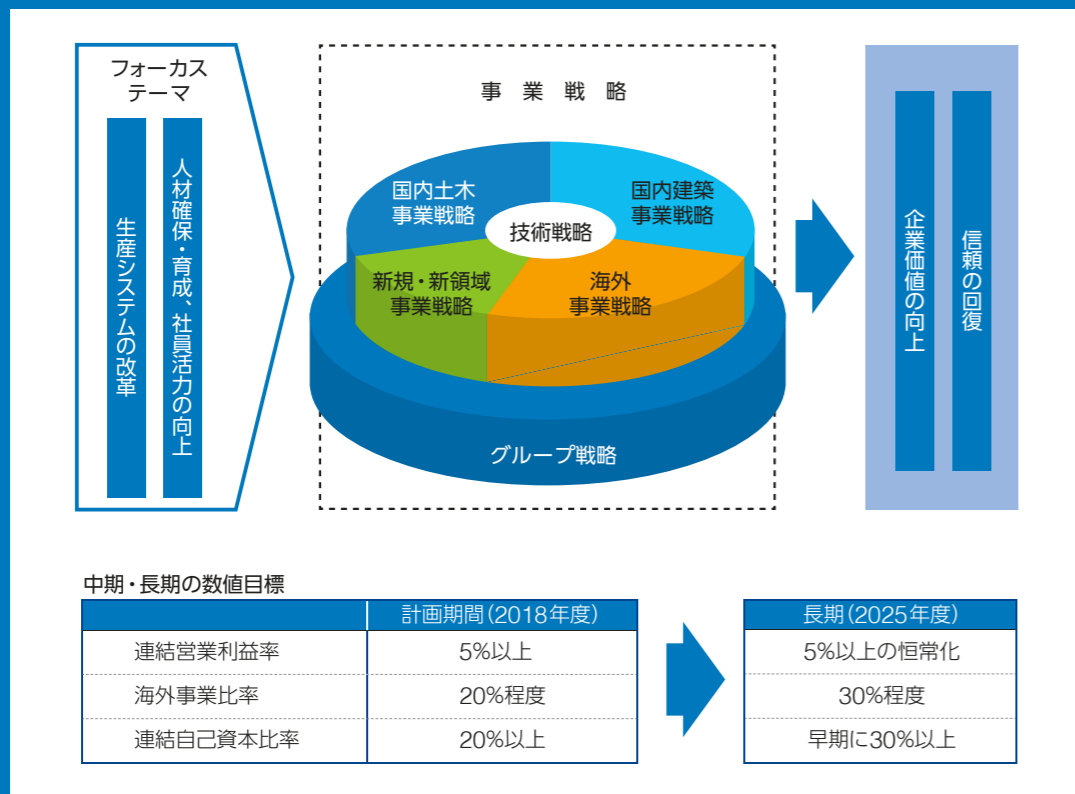 フォーカス
テーマ
生産システムの改革
人材確保・育成、社員活力の向上
事業戦略
国内土木
事業戦略
国内建築
事業戦略
技術戦略
新規・新領域
事業戦略
海外
事業戦略
グループ戦略
企業価値の向上
信頼の回復
中期・長期の数値目標
計画期間(2018年度) 長期(2025年度)
連結営業利益率 5%以上 5%以上の恒常化
海外事業比率 20%程度 30%程度
連結自己資本比率 20%以上 早期に30%以上